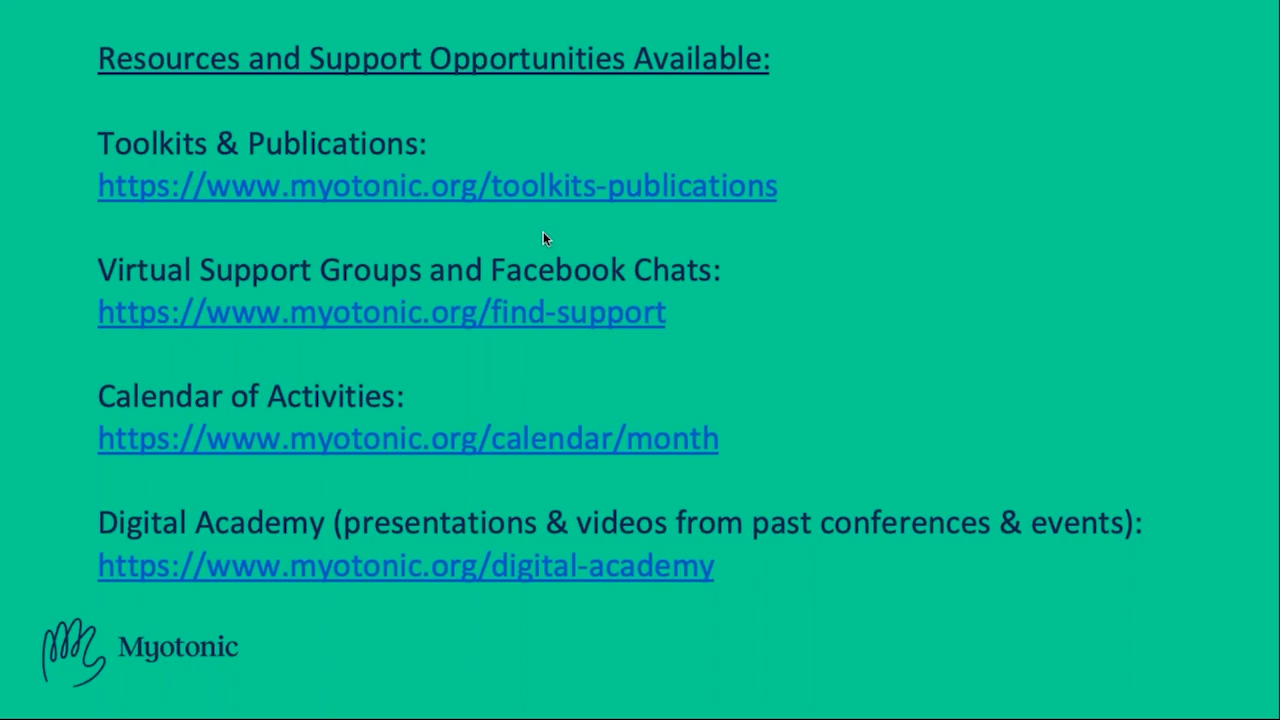 Resources and Support Opportunities Available:
Toolkits & Publications:
https://www.myotonic.org/toolkits-publications
Virtual Support Groups and Facebook Chats:
https://www.myotonic.org/find-support
Calendar of Activities:
https://www.myotonic.org/calendar/month
Digital Academy (presentations & videos from past conferences & events):
https://www.myotonic.org/digital-academy
Myotonic